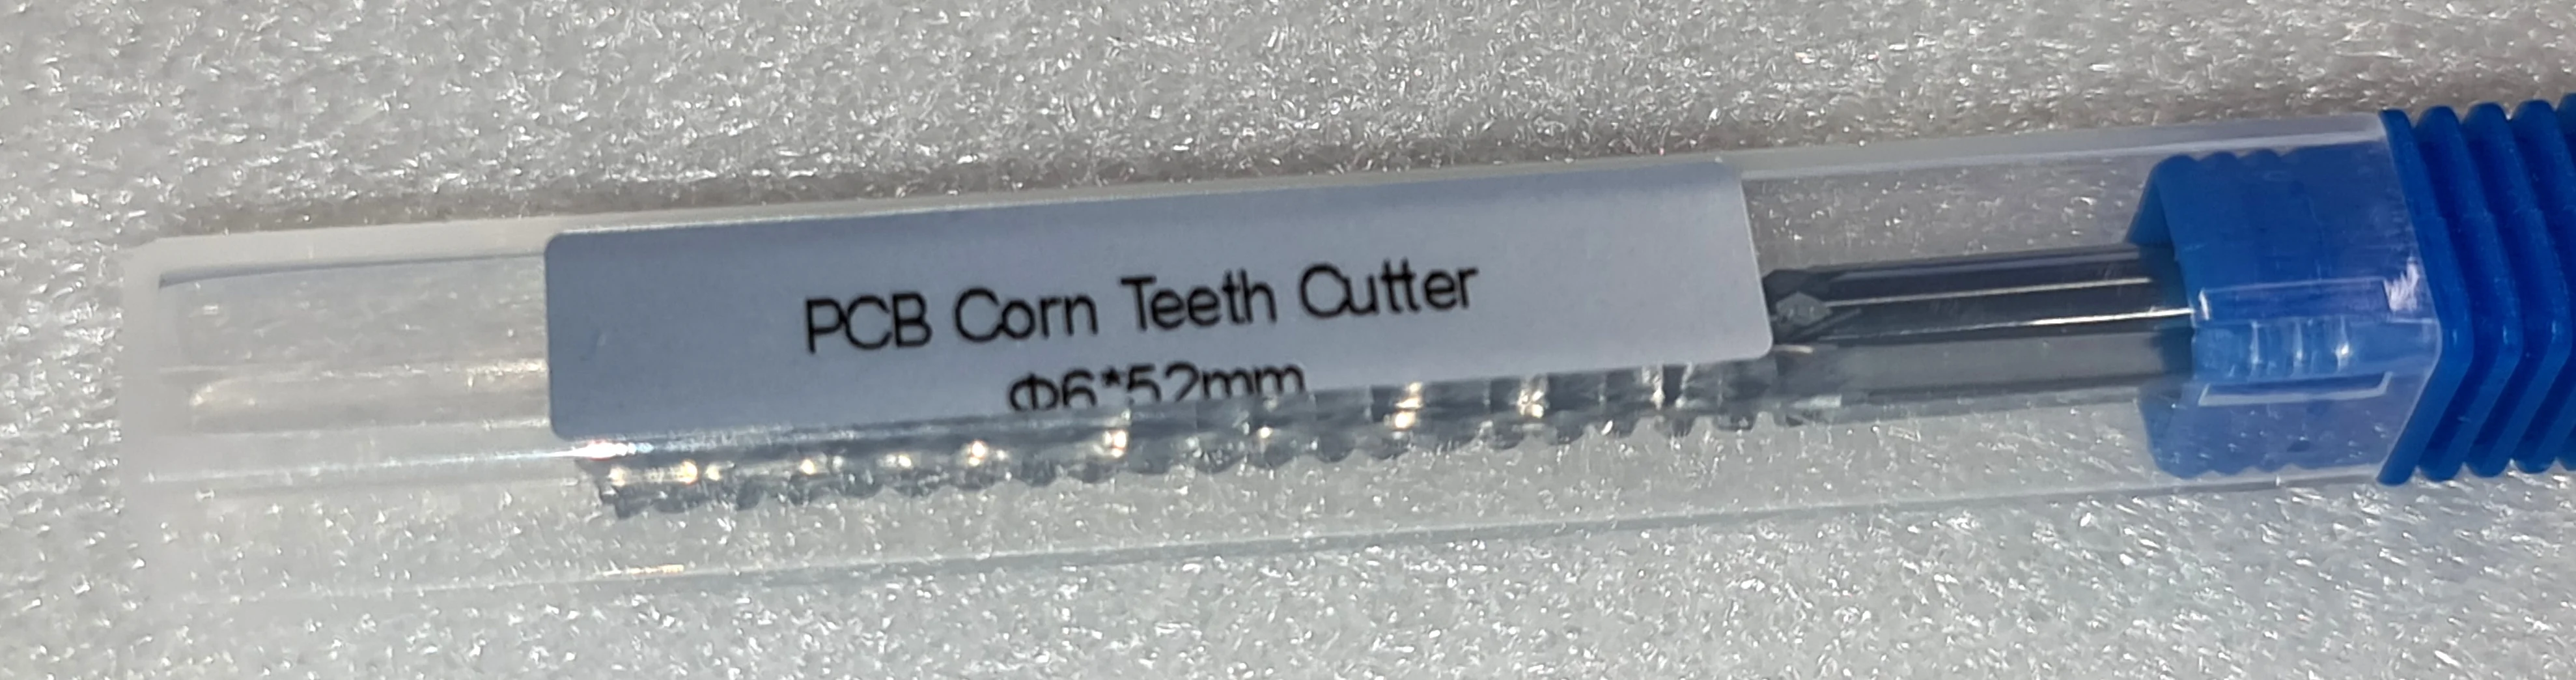 PCB Corn Teeth Cutter
Φ6*52mm